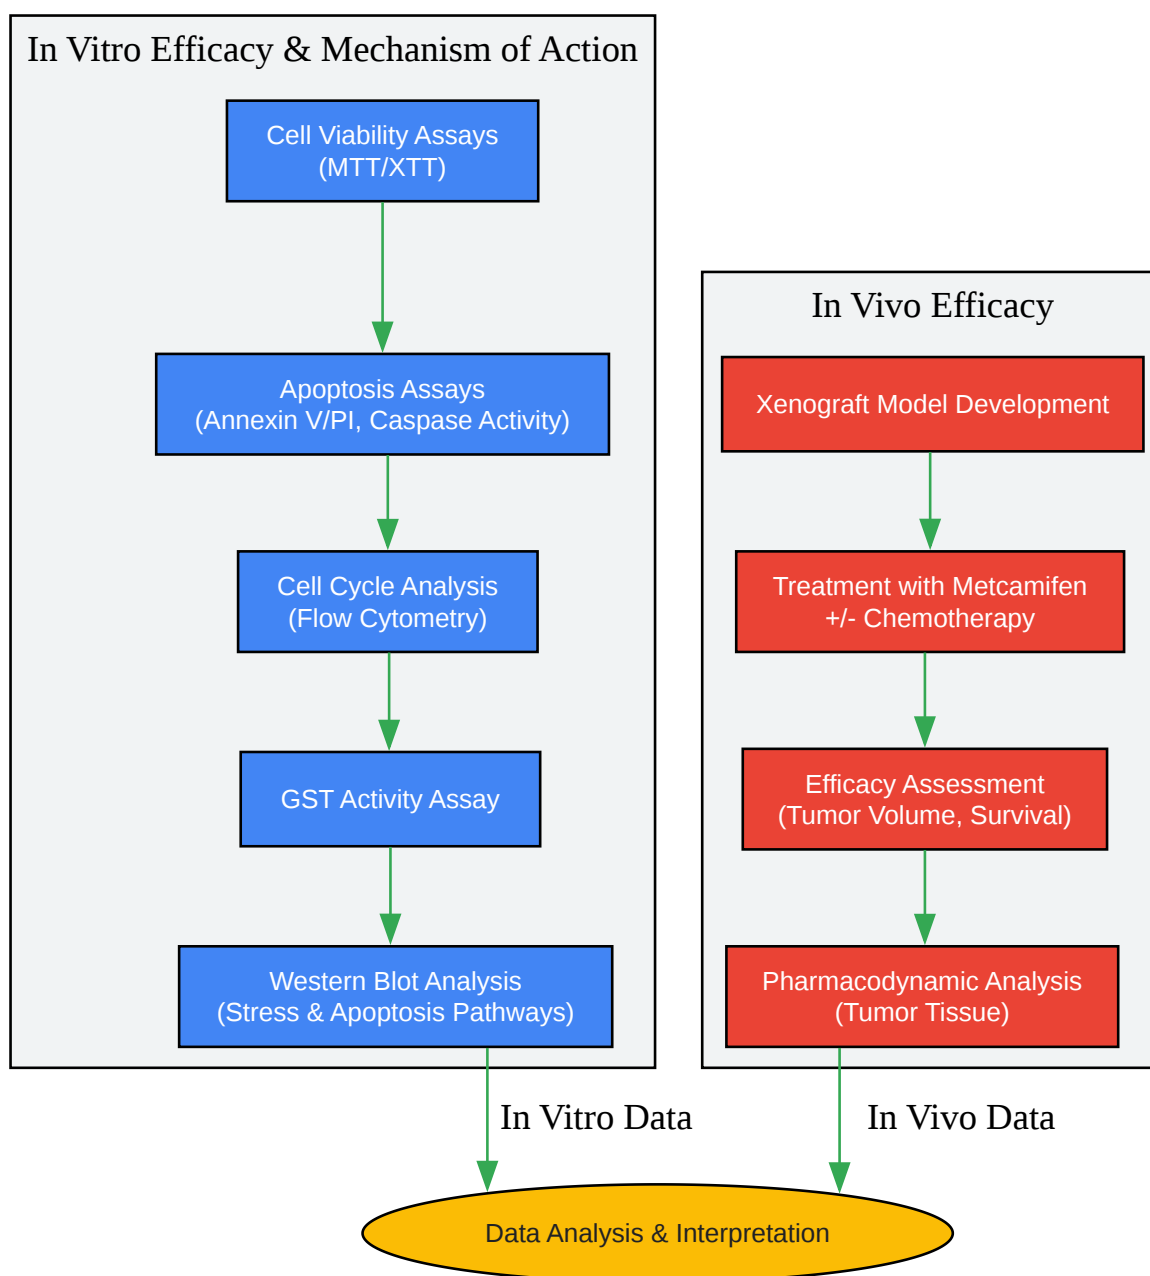 In Vitro Efficacy & Mechanism of Action
Cell Viability Assays
(MTT/XTT)
Apoptosis Assays
(Annexin V/PI, Caspase Activity)
Cell Cycle Analysis
(Flow Cytometry)
GST Activity Assay
Western Blot Analysis
(Stress & Apoptosis Pathways)
In Vivo Efficacy
Xenograft Model Development
Treatment with Metcamifen
+/- Chemotherapy
Efficacy Assessment
(Tumor Volume, Survival)
Pharmacodynamic Analysis
(Tumor Tissue)
In Vitro Data
In Vivo Data
Data Analysis & Interpretation